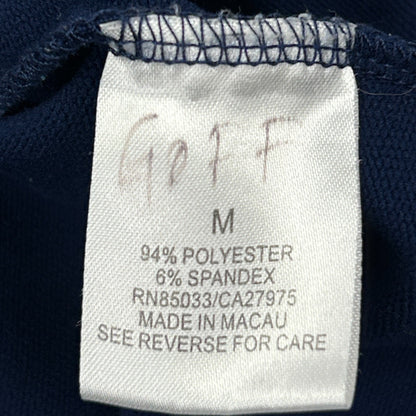 GOFF
M
94% POLYESTER
6% SPANDEX
RN85033/CA27975
MADE IN MACAU
SEE REVERSE FOR CARE